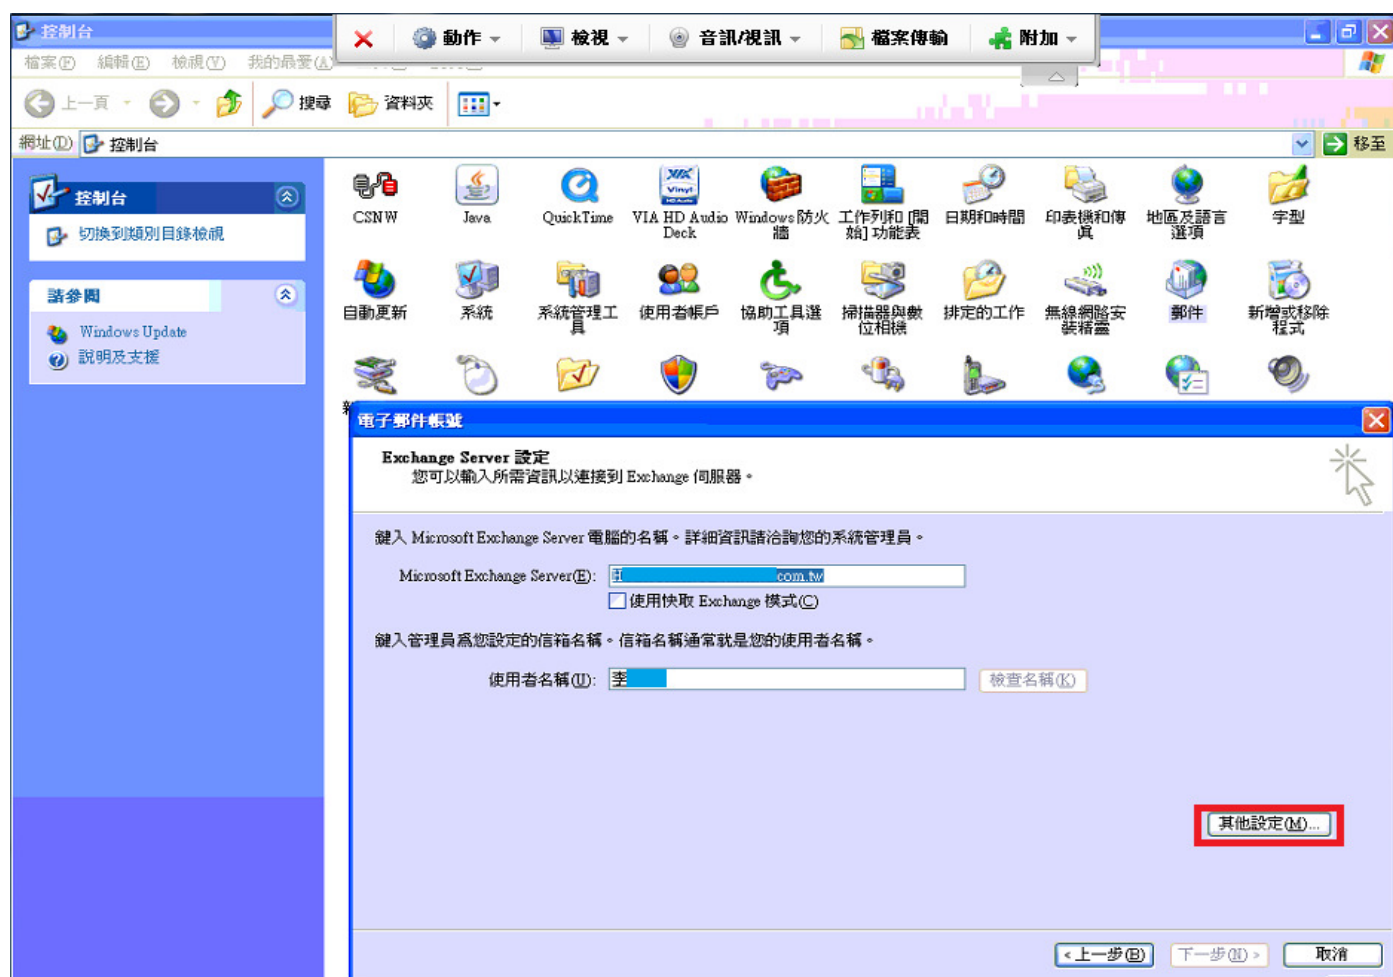 控制台
動作
檢視
音訊/視訊
檔案傳輸
附加
檔案(F) 編輯(E) 檢視(V) 我的最愛(A)
上一頁 搜尋 資料夾
網址(D) 控制台 移至
控制台
切換到類別目錄檢視
請參閱
Windows Update
說明及支援
CSNW
Java
QuickTime
VIA HD Audio Deck
Windows 防火牆
工作列和 [開始] 功能表
日期和時間
印表機和傳真
地區及語言選項
字型
自動更新
系統
系統管理工具
使用者帳戶
協助工具選項
掃描器與數位相機
排定的工作
無線網路安裝精靈
郵件
新增或移除程式
電子郵件帳號
Exchange Server 設定
您可以輸入所需資訊以連接到 Exchange 伺服器。
鍵入 Microsoft Exchange Server 電腦的名稱。詳細資訊請洽詢您的系統管理員。
Microsoft Exchange Server(E): com.tw
使用快取 Exchange 模式(C)
鍵入管理員為您設定的信箱名稱。信箱名稱通常就是您的使用者名稱。
使用者名稱(U): 李 檢查名稱(K)
其他設定(M)...
< 上一步(B) 下一步(N) > 取消